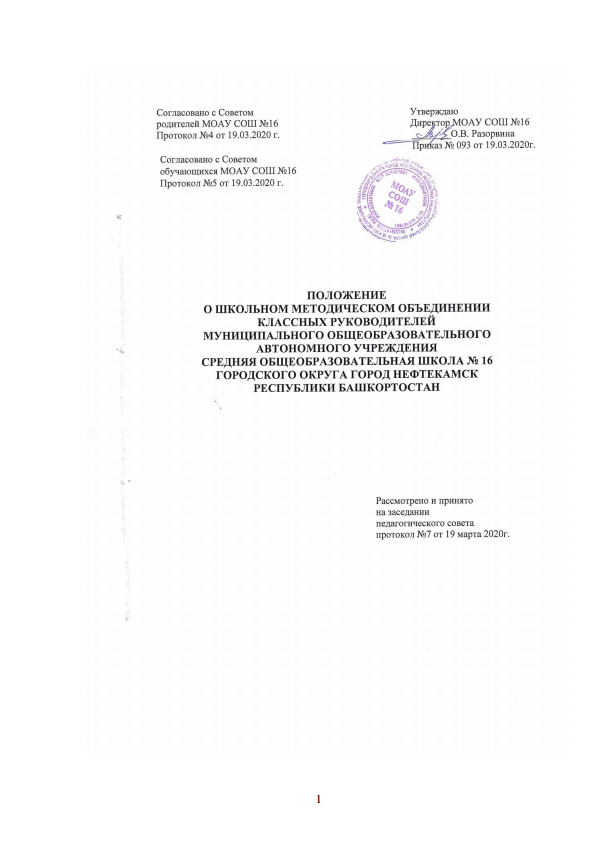 Согласовано с Советом
родителей МОАУ СОШ №16
Протокол №4 от 19.03.2020 г.
Согласовано с Советом
обучающихся МОАУ СОШ №16
Протокол №5 от 19.03.2020 г.
Утверждаю
Директор МОАУ СОШ №16
О.В. Разорвина
Приказ № 093 от 19.03.2020г.
МОАУ
СОШ
№ 16
ПОЛОЖЕНИЕ
О ШКОЛЬНОМ МЕТОДИЧЕСКОМ ОБЪЕДИНЕНИИ
КЛАССНЫХ РУКОВОДИТЕЛЕЙ
МУНИЦИПАЛЬНОГО ОБЩЕОБРАЗОВАТЕЛЬНОГО
АВТОНОМНОГО УЧРЕЖДЕНИЯ
СРЕДНЯЯ ОБЩЕОБРАЗОВАТЕЛЬНАЯ ШКОЛА № 16
ГОРОДСКОГО ОКРУГА ГОРОД НЕФТЕКАМСК
РЕСПУБЛИКИ БАШКОРТОСТАН
Рассмотрено и принято
на заседании
педагогического совета
протокол №7 от 19 марта 2020г.
1